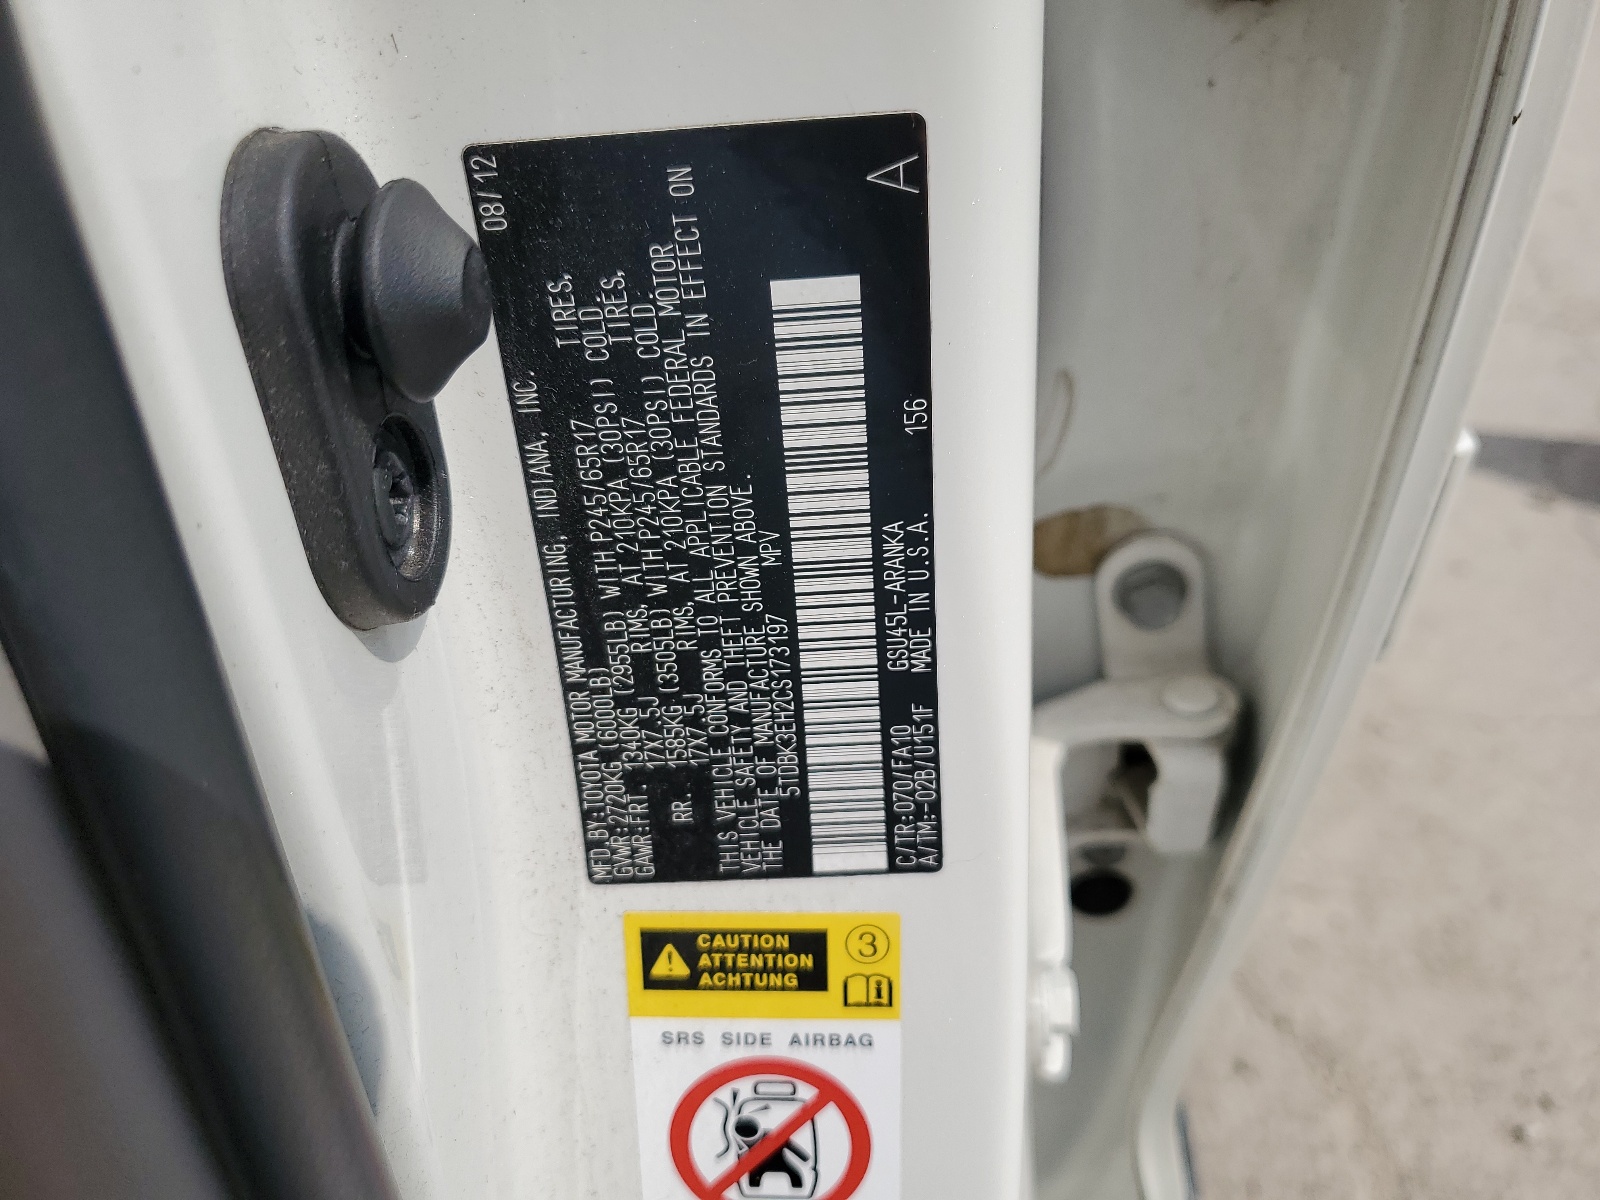 MFD.BY:TOYOTA MOTOR MANUFACTURING, INDIANA, INC. 08/12
GVWR:2720KG(6000LB)
GAWR:FRT. 1340KG (2955LB) WITH P245/65R17 TIRES,
17X7.5J RIMS, AT 210KPA (30PSI) COLD
RR. 1585KG (3505LB) WITH P245/65R17 TIRES,
17X7.5J RIMS, AT 210KPA (30PSI) COLD.
THIS VEHICLE CONFORMS TO ALL APPLICABLE FEDERAL MOTOR
VEHICLE SAFETY AND THEFT PREVENTION STANDARDS IN EFFECT ON
THE DATE OF MANUFACTURE SHOWN ABOVE.
5TDBK3EH2CS173197 MPV
A
C/TR:070/FA10 GSU45L-ARANKA
A/TM:-02B/U151F MADE IN U.S.A. 156
CAUTION
ATTENTION
ACHTUNG
3
SRS SIDE AIRBAG